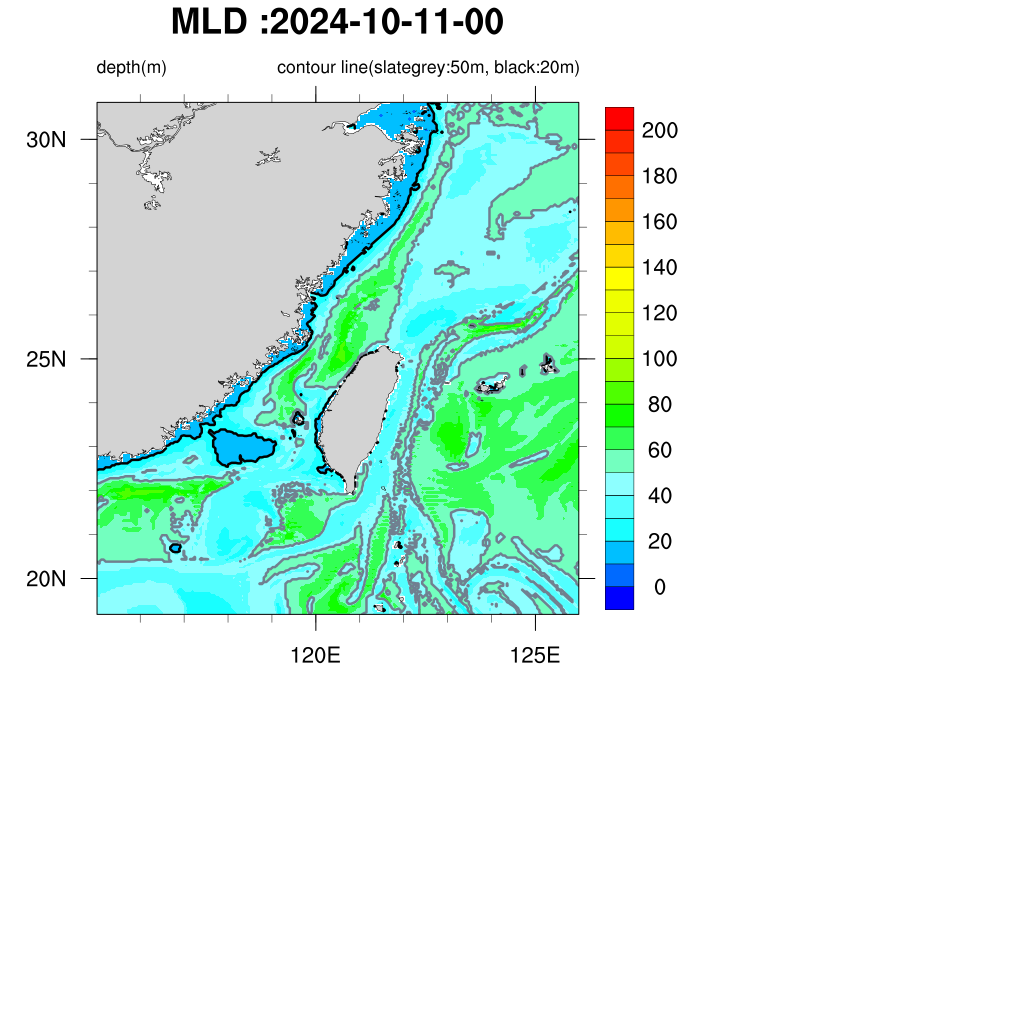 MLD :2024-10-11-00
depth(m)
contour line(slategrey:50m, black:20m)
30N
25N
20N
120E
125E
200
180
160
140
120
100
80
60
40
20
0